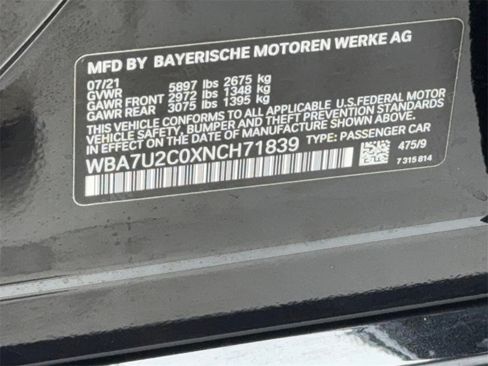 MFD BY BAYERISCHE MOTOREN WERKE AG
07/21
GVWR 5897 lbs 2675 kg
GAWR FRONT 2972 lbs 1348 kg
GAWR REAR 3075 lbs 1395 kg
THIS VEHICLE CONFORMS TO ALL APPLICABLE U.S.FEDERAL MOTOR
VEHICLE SAFETY, BUMPER AND THEFT PREVENTION STANDARDS
IN EFFECT ON THE DATE OF MANUFACTURE SHOWN ABOVE.
WBA7U2C0XNCH71839 TYPE: PASSENGER CAR
475/9
7 315 814